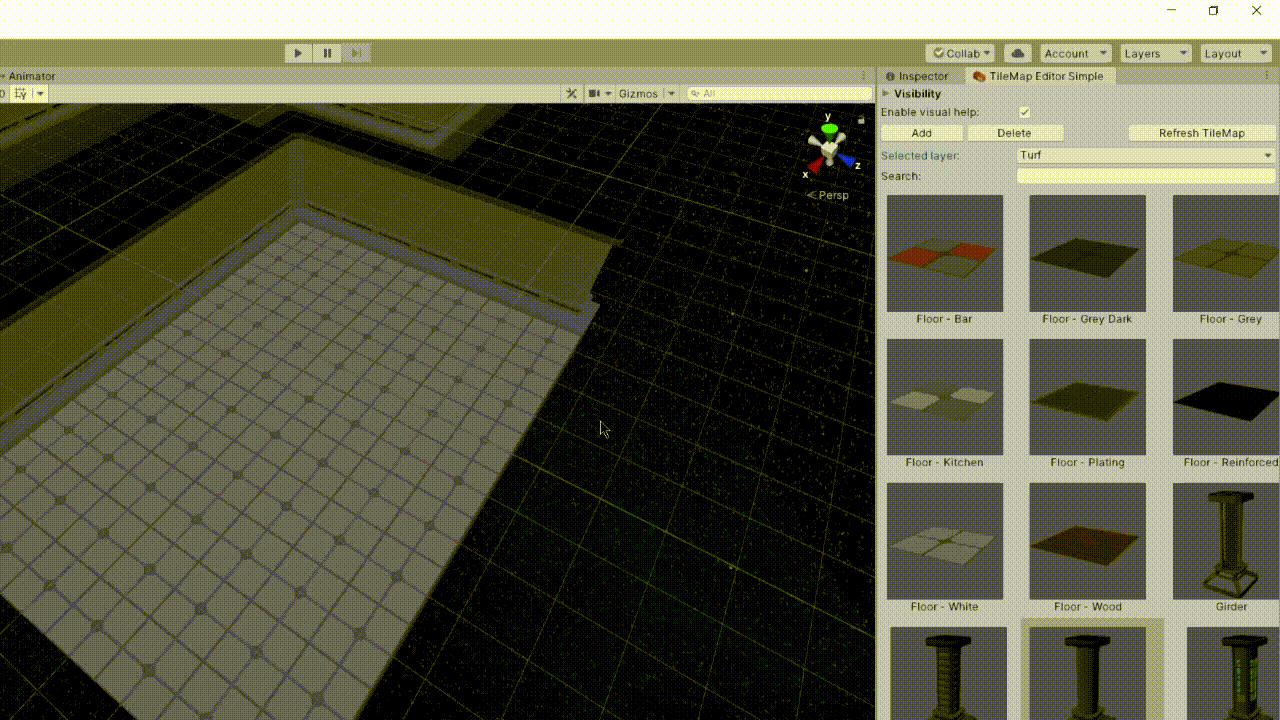 Collab
Account
Layers
Layout
Animator
Inspector
TileMap Editor Simple
Gizmos
All
Visibility
Enable visual help:
Add
Delete
Refresh TileMap
Selected layer:
Turf
Search:
y
x
z
Persp
Floor - Bar
Floor - Grey Dark
Floor - Grey
Floor - Kitchen
Floor - Plating
Floor - Reinforced
Floor - White
Floor - Wood
Girder